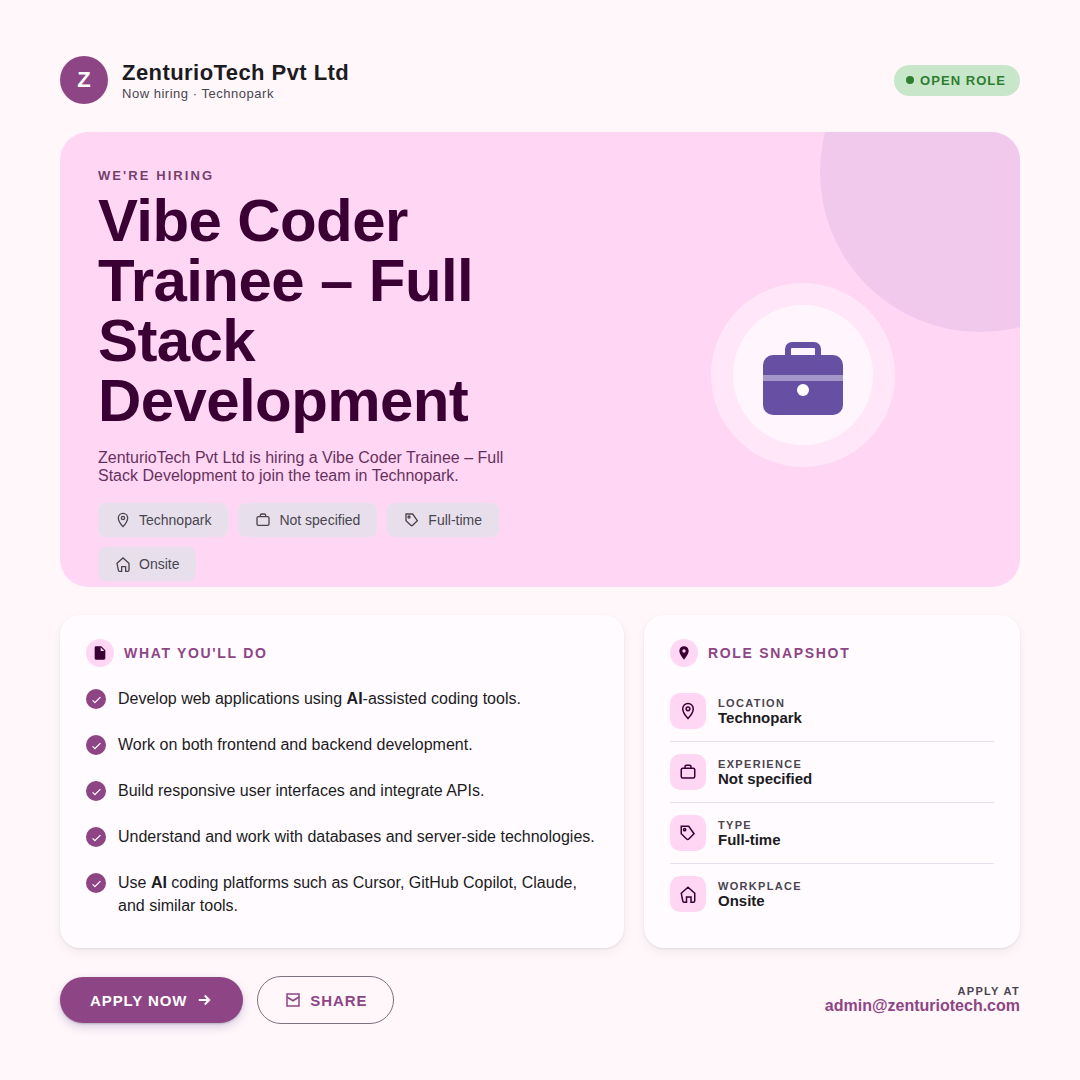 Z
ZenturioTech Pvt Ltd
Now hiring · Technopark
OPEN ROLE
WE'RE HIRING
Vibe Coder
Trainee – Full
Stack
Development
ZenturioTech Pvt Ltd is hiring a Vibe Coder Trainee – Full
Stack Development to join the team in Technopark.
Technopark
Not specified
Full-time
Onsite
WHAT YOU'LL DO
Develop web applications using AI-assisted coding tools.
Work on both frontend and backend development.
Build responsive user interfaces and integrate APIs.
Understand and work with databases and server-side technologies.
Use AI coding platforms such as Cursor, GitHub Copilot, Claude,
and similar tools.
ROLE SNAPSHOT
LOCATION
Technopark
EXPERIENCE
Not specified
TYPE
Full-time
WORKPLACE
Onsite
APPLY NOW
SHARE
APPLY AT
admin@zenturiotech.com